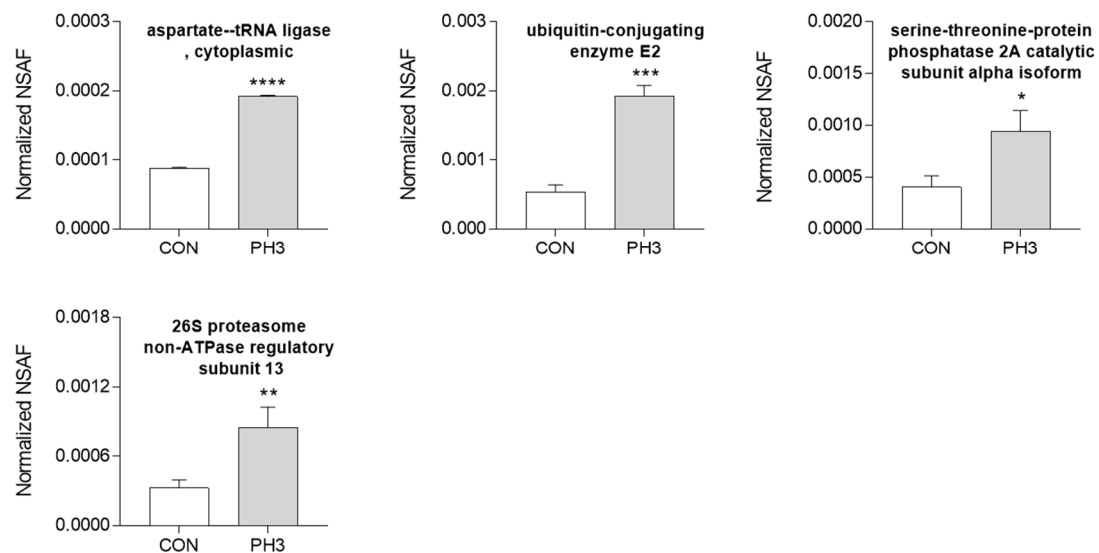 aspartate--tRNA ligase
, cytoplasmic
****
Normalized NSAF
0.0003
0.0002
0.0001
0.0000
CON
PH3
ubiquitin-conjugating
enzyme E2
***
Normalized NSAF
0.003
0.002
0.001
0.000
CON
PH3
serine-threonine-protein
phosphatase 2A catalytic
subunit alpha isoform
*
Normalized NSAF
0.0020
0.0015
0.0010
0.0005
0.0000
CON
PH3
26S proteasome
non-ATPase regulatory
subunit 13
**
Normalized NSAF
0.0018
0.0012
0.0006
0.0000
CON
PH3